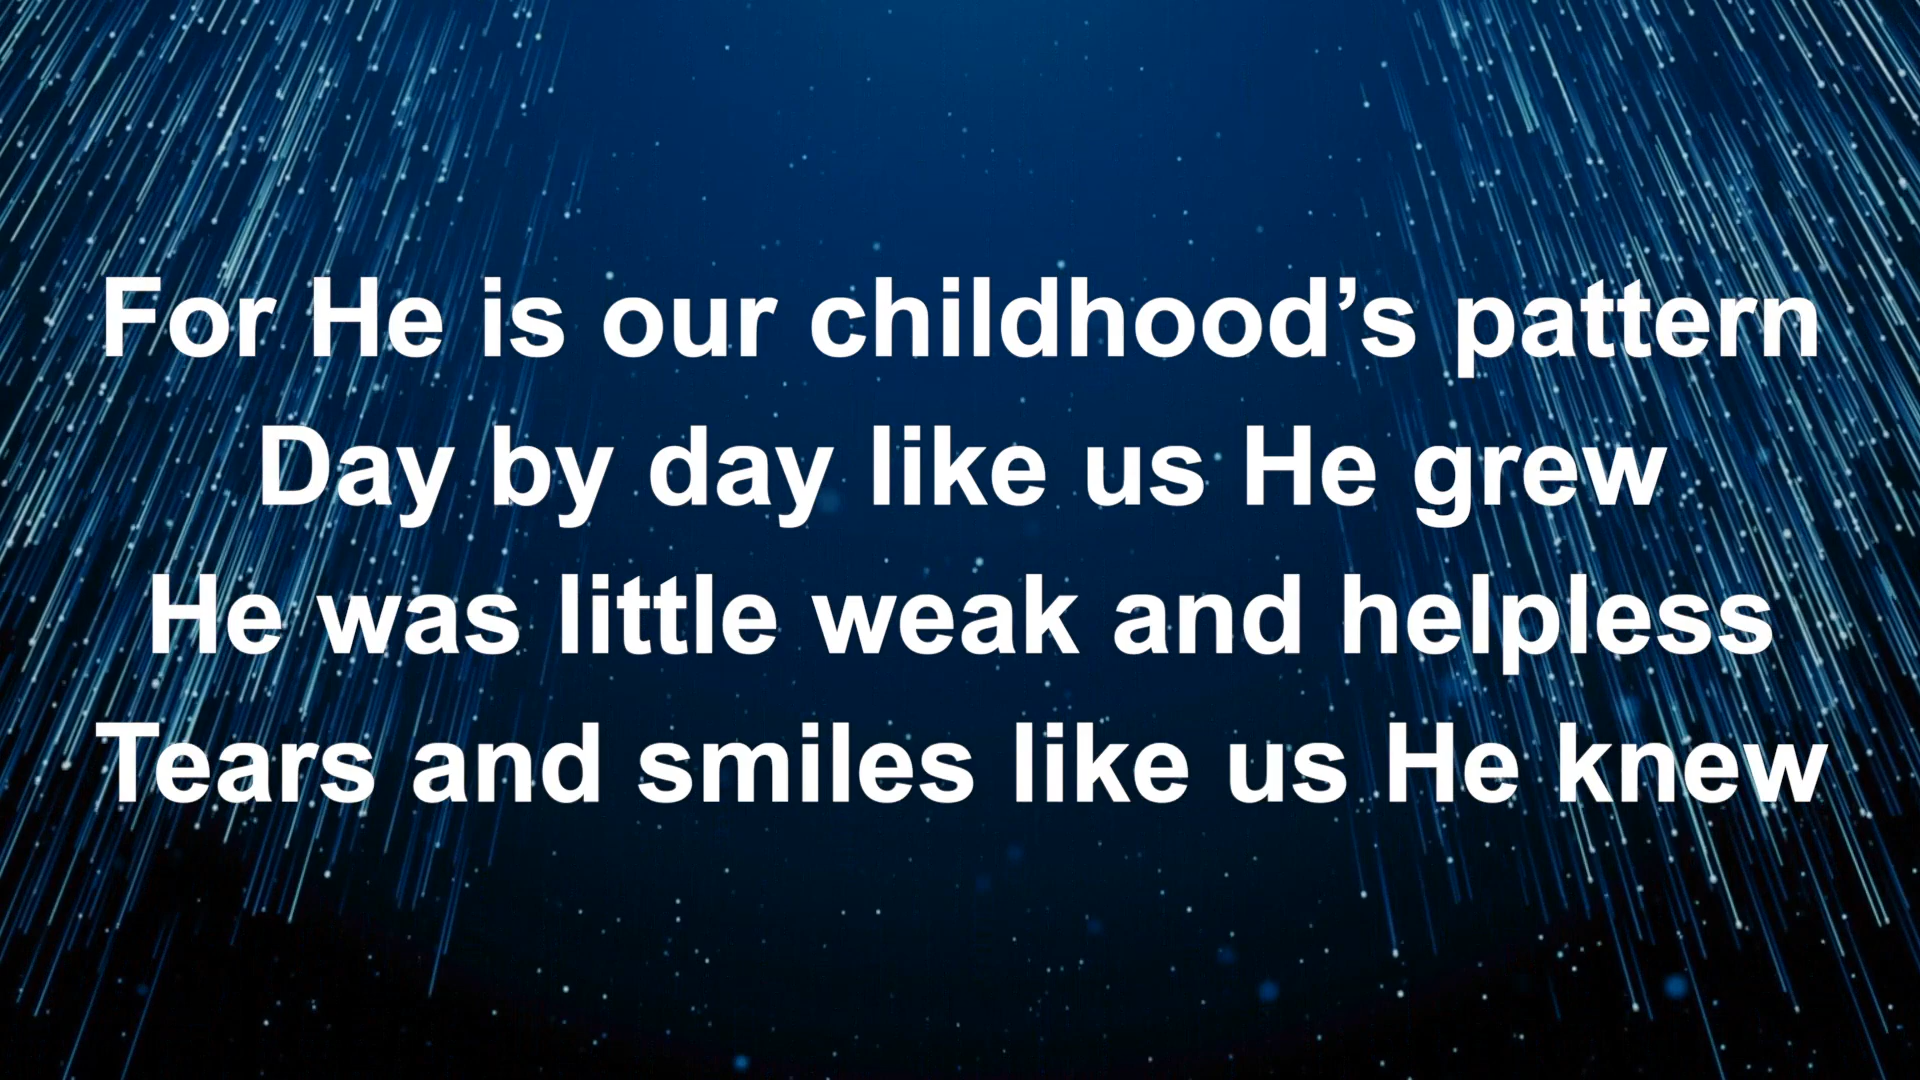 For He is our childhood’s pattern
Day by day like us He grew
He was little weak and helpless
Tears and smiles like us He knew